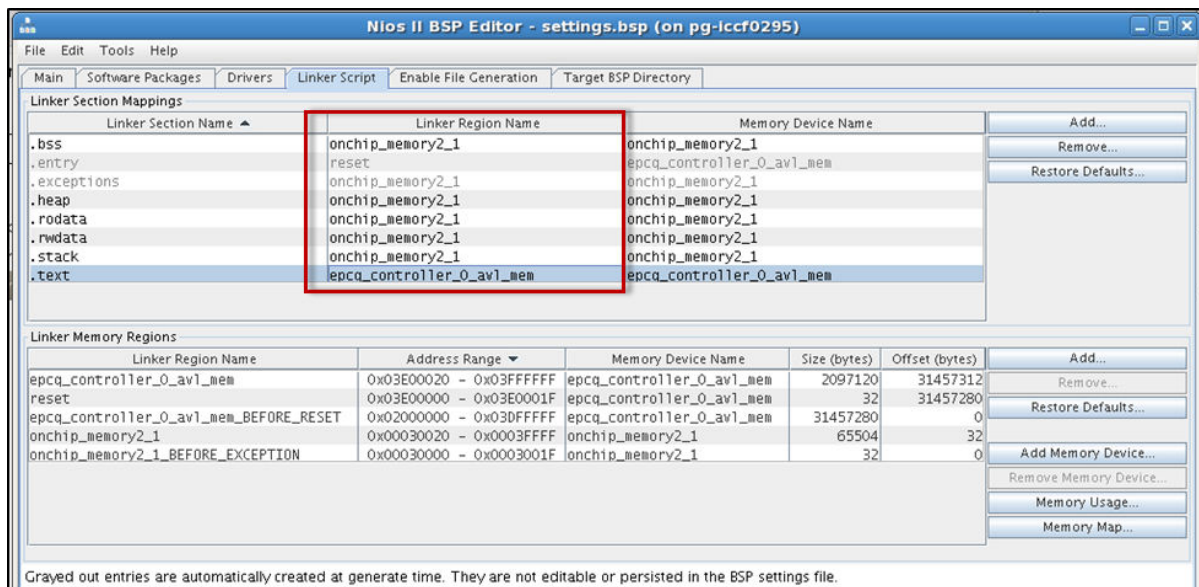 Nios II BSP Editor - settings.bsp (on pg-iccf0295)
File Edit Tools Help
Main Software Packages Drivers Linker Script Enable File Generation Target BSP Directory
Linker Section Mappings
Linker Section Name Linker Region Name Memory Device Name Add...
.bss onchip_memory2_1 onchip_memory2_1 Remove...
.entry reset epcq_controller_0_avl_mem
.exceptions onchip_memory2_1 onchip_memory2_1 Restore Defaults...
.heap onchip_memory2_1 onchip_memory2_1
.rodata onchip_memory2_1 onchip_memory2_1
.rwdata onchip_memory2_1 onchip_memory2_1
.stack onchip_memory2_1 onchip_memory2_1
.text epcq_controller_0_avl_mem epcq_controller_0_avl_mem
Linker Memory Regions
Linker Region Name Address Range Memory Device Name Size (bytes) Offset (bytes) Add...
epcq_controller_0_avl_mem 0x03E00020 - 0x03FFFFFF epcq_controller_0_avl_mem 2097120 31457312 Remove...
reset 0x03E00000 - 0x03E0001F epcq_controller_0_avl_mem 32 31457280 Restore Defaults...
epcq_controller_0_avl_mem_BEFORE_RESET 0x02000000 - 0x03DFFFFF epcq_controller_0_avl_mem 31457280 0
onchip_memory2_1 0x00030020 - 0x0003FFFF onchip_memory2_1 65504 32
onchip_memory2_1_BEFORE_EXCEPTION 0x00030000 - 0x0003001F onchip_memory2_1 32 0 Add Memory Device...
Remove Memory Device...
Memory Usage...
Memory Map...
Grayed out entries are automatically created at generate time. They are not editable or persisted in the BSP settings file.